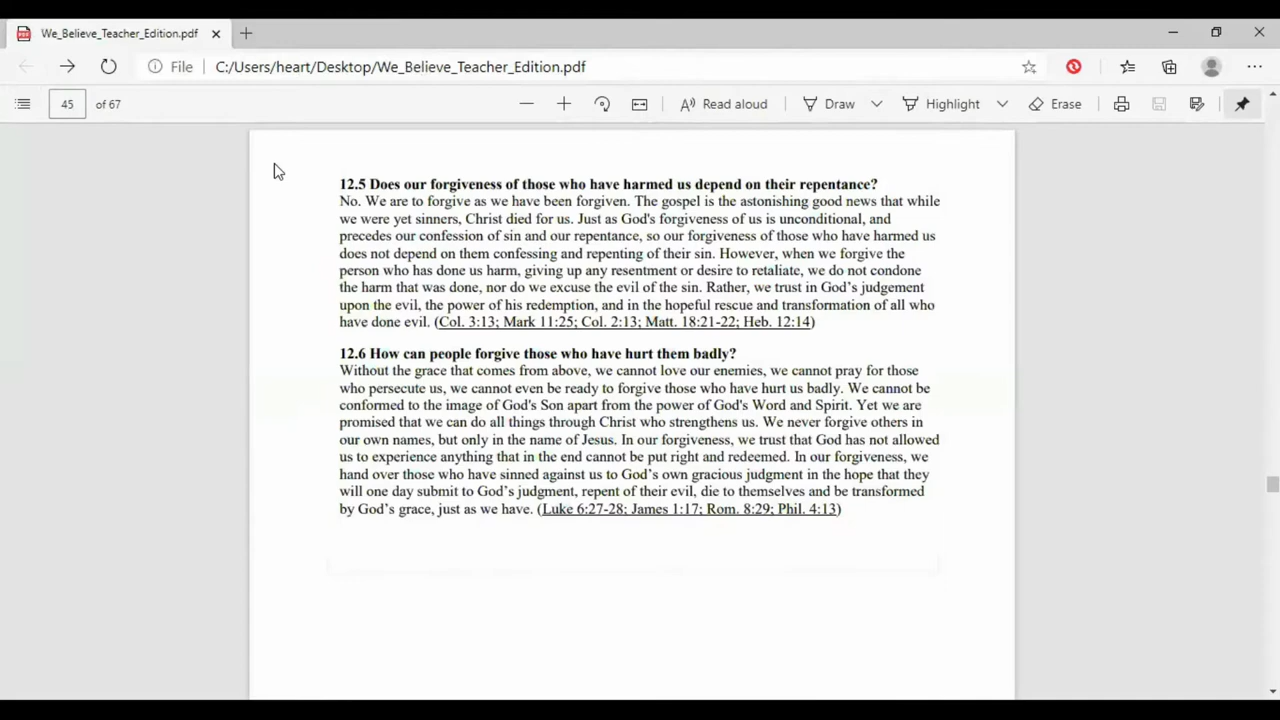 We_Believe_Teacher_Edition.pdf
File C:/Users/heart/Desktop/We_Believe_Teacher_Edition.pdf
45 of 67 Read aloud Draw Highlight Erase
12.5 Does our forgiveness of those who have harmed us depend on their repentance?
No. We are to forgive as we have been forgiven. The gospel is the astonishing good news that while
we were yet sinners, Christ died for us. Just as God's forgiveness of us is unconditional, and
precedes our confession of sin and our repentance, so our forgiveness of those who have harmed us
does not depend on them confessing and repenting of their sin. However, when we forgive the
person who has done us harm, giving up any resentment or desire to retaliate, we do not condone
the harm that was done, nor do we excuse the evil of the sin. Rather, we trust in God’s judgement
upon the evil, the power of his redemption, and in the hopeful rescue and transformation of all who
have done evil. (Col. 3:13; Mark 11:25; Col. 2:13; Matt. 18:21-22; Heb. 12:14)
12.6 How can people forgive those who have hurt them badly?
Without the grace that comes from above, we cannot love our enemies, we cannot pray for those
who persecute us, we cannot even be ready to forgive those who have hurt us badly. We cannot be
conformed to the image of God's Son apart from the power of God's Word and Spirit. Yet we are
promised that we can do all things through Christ who strengthens us. We never forgive others in
our own names, but only in the name of Jesus. In our forgiveness, we trust that God has not allowed
us to experience anything that in the end cannot be put right and redeemed. In our forgiveness, we
hand over those who have sinned against us to God’s own gracious judgment in the hope that they
will one day submit to God’s judgment, repent of their evil, die to themselves and be transformed
by God’s grace, just as we have. (Luke 6:27-28; James 1:17; Rom. 8:29; Phil. 4:13)